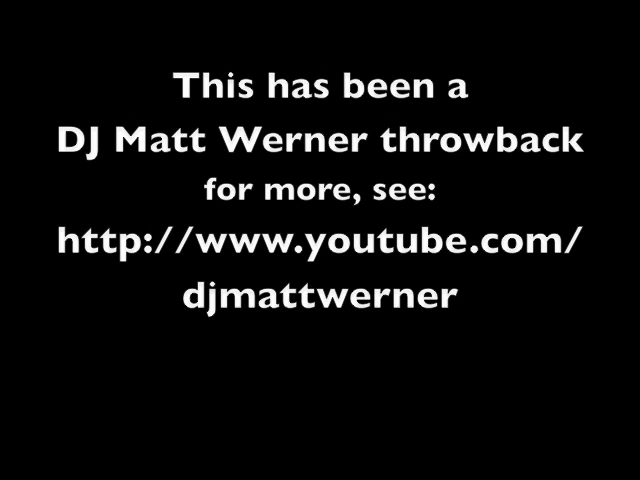 This has been a
DJ Matt Werner throwback
for more, see:
http://www.youtube.com/
djmattwerner